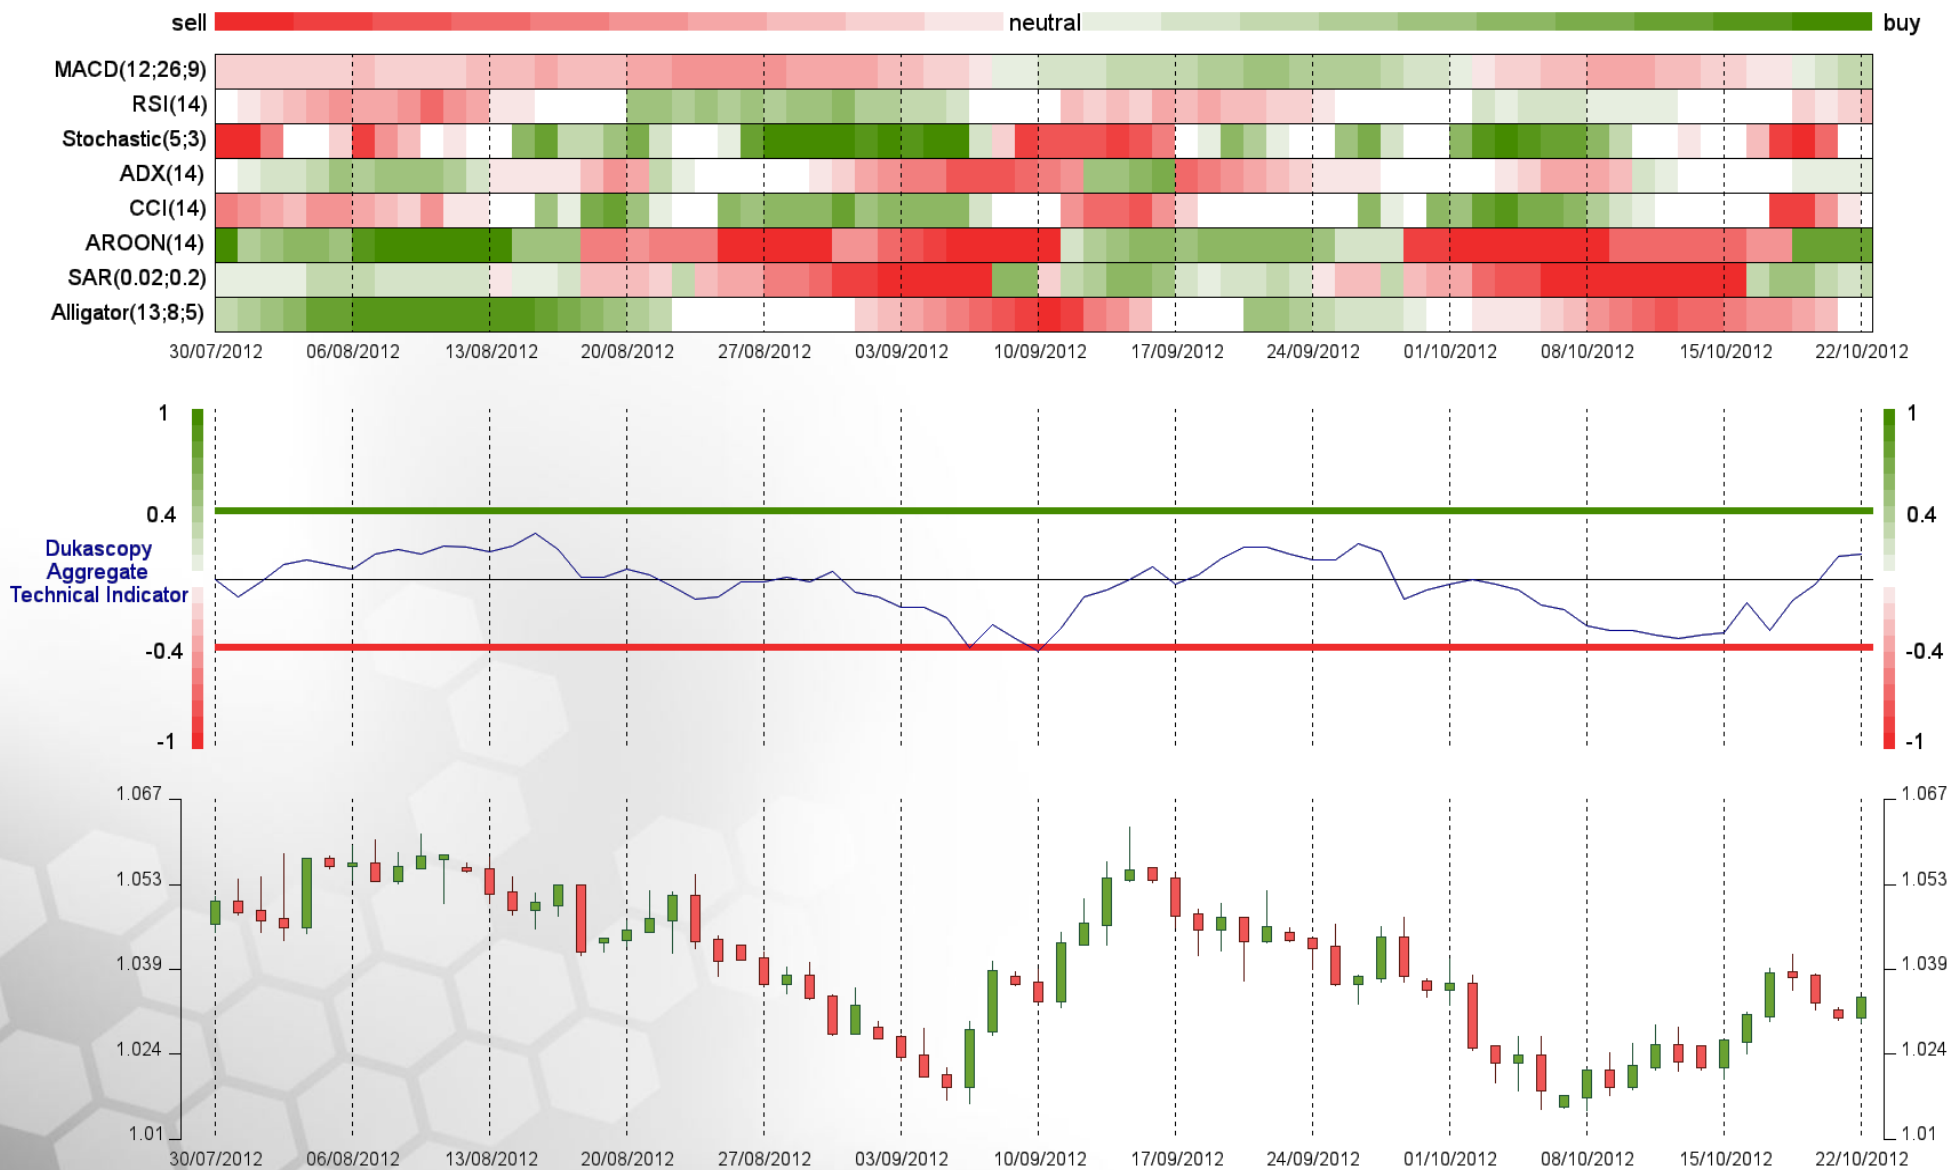 sell neutral buy
MACD(12;26;9)
RSI(14)
Stochastic(5;3)
ADX(14)
CCI(14)
AROON(14)
SAR(0.02;0.2)
Alligator(13;8;5)
30/07/2012 06/08/2012 13/08/2012 20/08/2012 27/08/2012 03/09/2012 10/09/2012 17/09/2012 24/09/2012 01/10/2012 08/10/2012 15/10/2012 22/10/2012
1 1
0.4 0.4
Dukascopy
Aggregate
Technical Indicator
-0.4 -0.4
-1 -1
1.067 1.067
1.053 1.053
1.039 1.039
1.024 1.024
1.01 1.01
30/07/2012 06/08/2012 13/08/2012 20/08/2012 27/08/2012 03/09/2012 10/09/2012 17/09/2012 24/09/2012 01/10/2012 08/10/2012 15/10/2012 22/10/2012